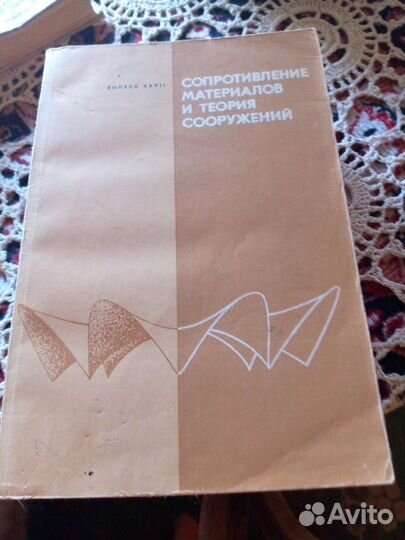 ВЫПУСК XXVII
СОПРОТИВЛЕНИЕ
МАТЕРИАЛОВ
И ТЕОРИЯ
СООРУЖЕНИЙ
Avito